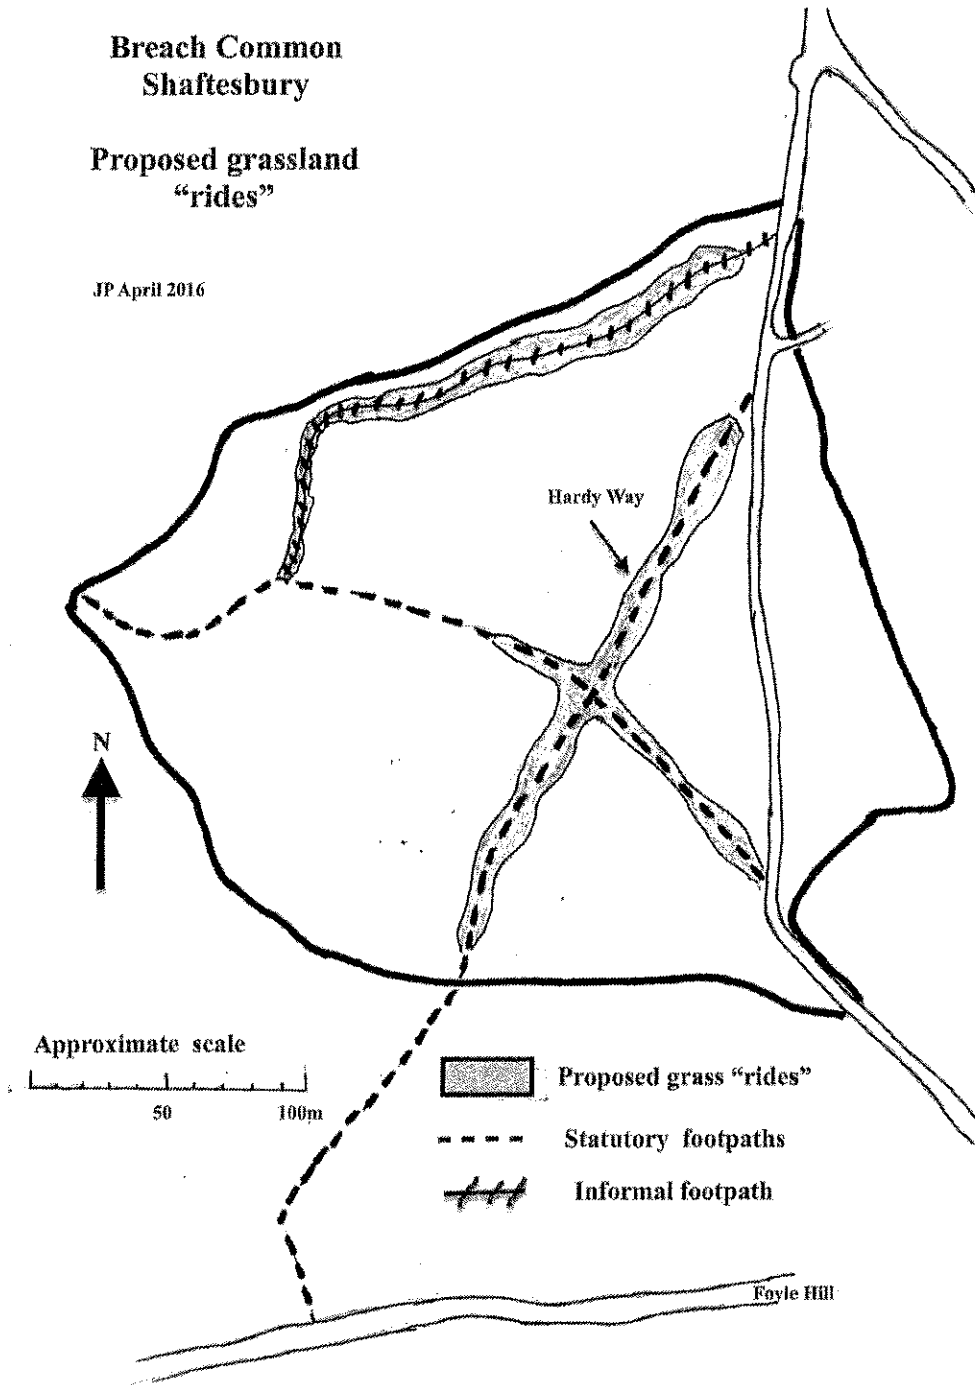 Breach Common
Shaftesbury
Proposed grassland
“rides”
JP April 2016
Hardy Way
N
Approximate scale
50
100m
Proposed grass “rides”
Statutory footpaths
Informal footpath
Foyle Hill